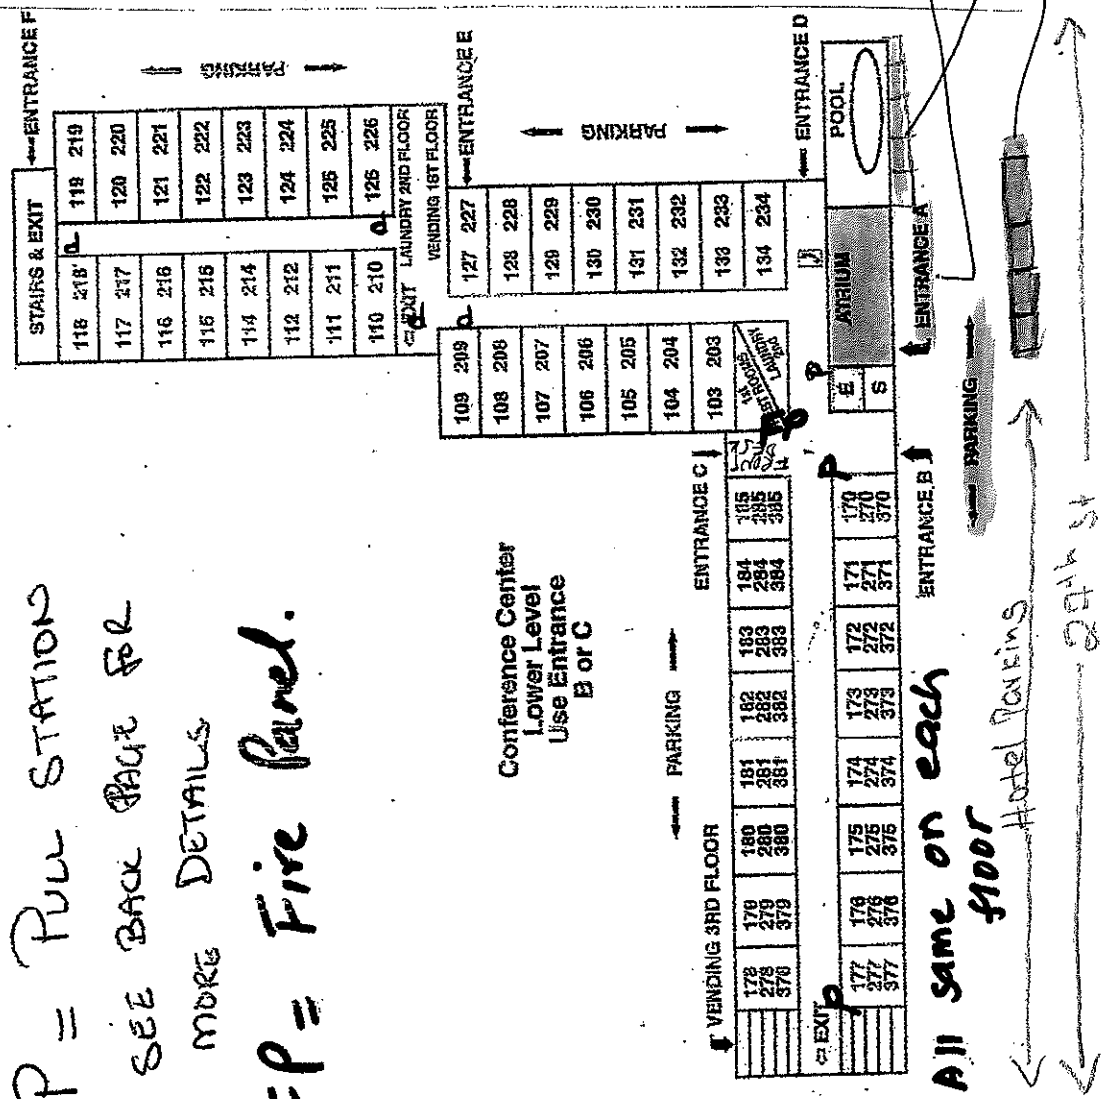 P = PULL STATION
SEE BACK PAGE FOR
MORE DETAILS
FP = Fire Panel.
STAIRS & EXIT
←ENTRANCE F
118 218
117 217
116 216
115 215
114 214
112 212
111 211
110 210
119 219
120 220
121 221
122 222
123 223
124 224
125 225
126 226
PARKING
EXIT
LAUNDRY 2ND FLOOR
VENDING 1ST FLOOR
←ENTRANCE E
109 209
108 208
107 207
106 206
105 205
104 204
103 203
127 227
128 228
129 229
130 230
131 231
132 232
133 233
134 234
PARKING
←ENTRANCE D
POOL
ATRIUM
ENTRANCE A
1ST
LAUNDRY
2ND
E
S
Conference Center
Lower Level
Use Entrance
B or C
← PARKING →
ENTRANCE C
FRONT
DESK
VENDING 3RD FLOOR
178 278 378
179 279 379
180 280 380
181 281 381
182 282 382
183 283 383
184 284 384
185 285 385
⇦ EXIT
P
177 277 377
176 276 376
175 275 375
174 274 374
173 273 373
172 272 372
171 271 371
170 270 370
P
ENTRANCE B
← PARKING →
All same on each
floor
Hotel Parking
27th St